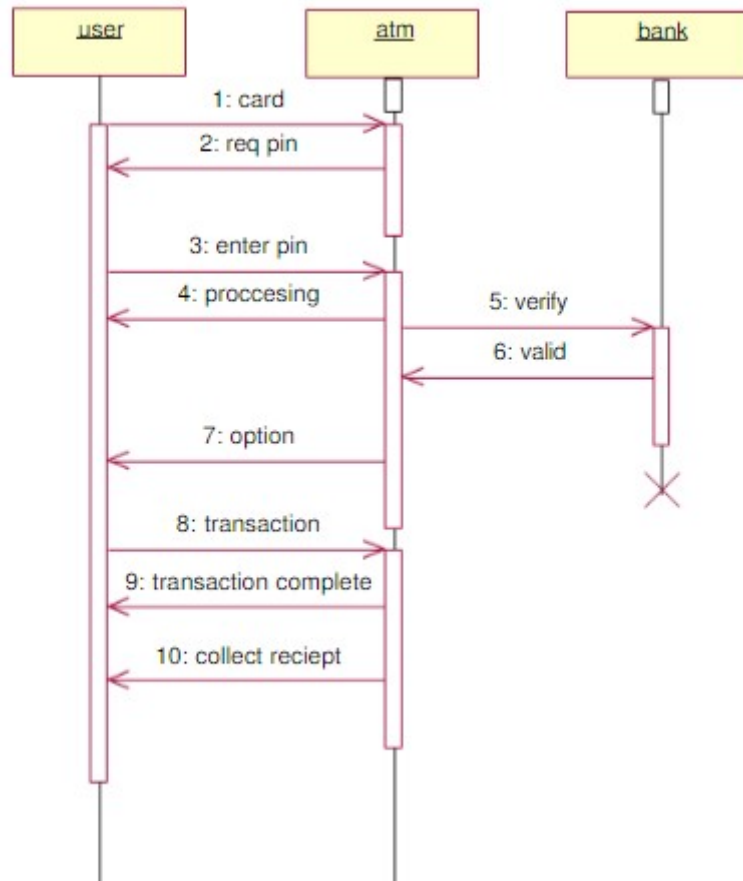 user
atm
bank
1: card
2: req pin
3: enter pin
4: proccesing
5: verify
6: valid
7: option
8: transaction
9: transaction complete
10: collect reciept